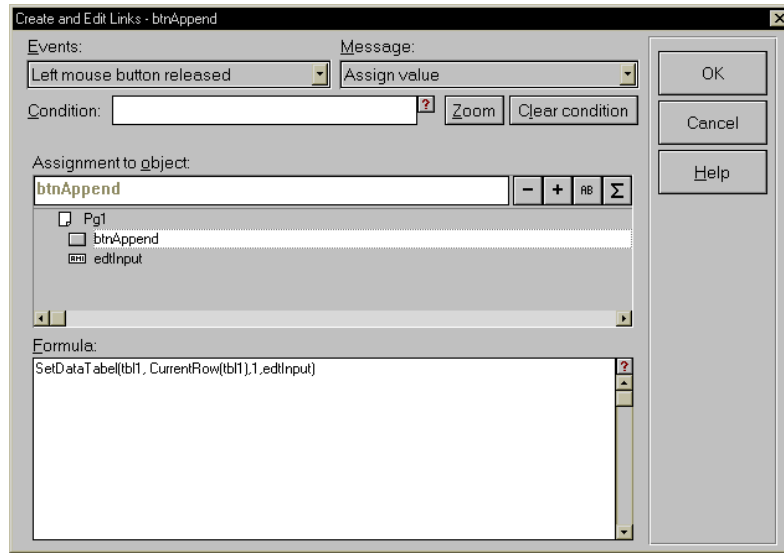 Create and Edit Links - btnAppend
Events: Message:
Left mouse button released Assign value
Condition: ? Zoom Clear condition
Assignment to object:
btnAppend - + AB Σ
Pg1
btnAppend
edtInput
Formula:
SetDataTabel(tbl1, CurrentRow(tbl1),1,edtInput) ?
OK
Cancel
Help